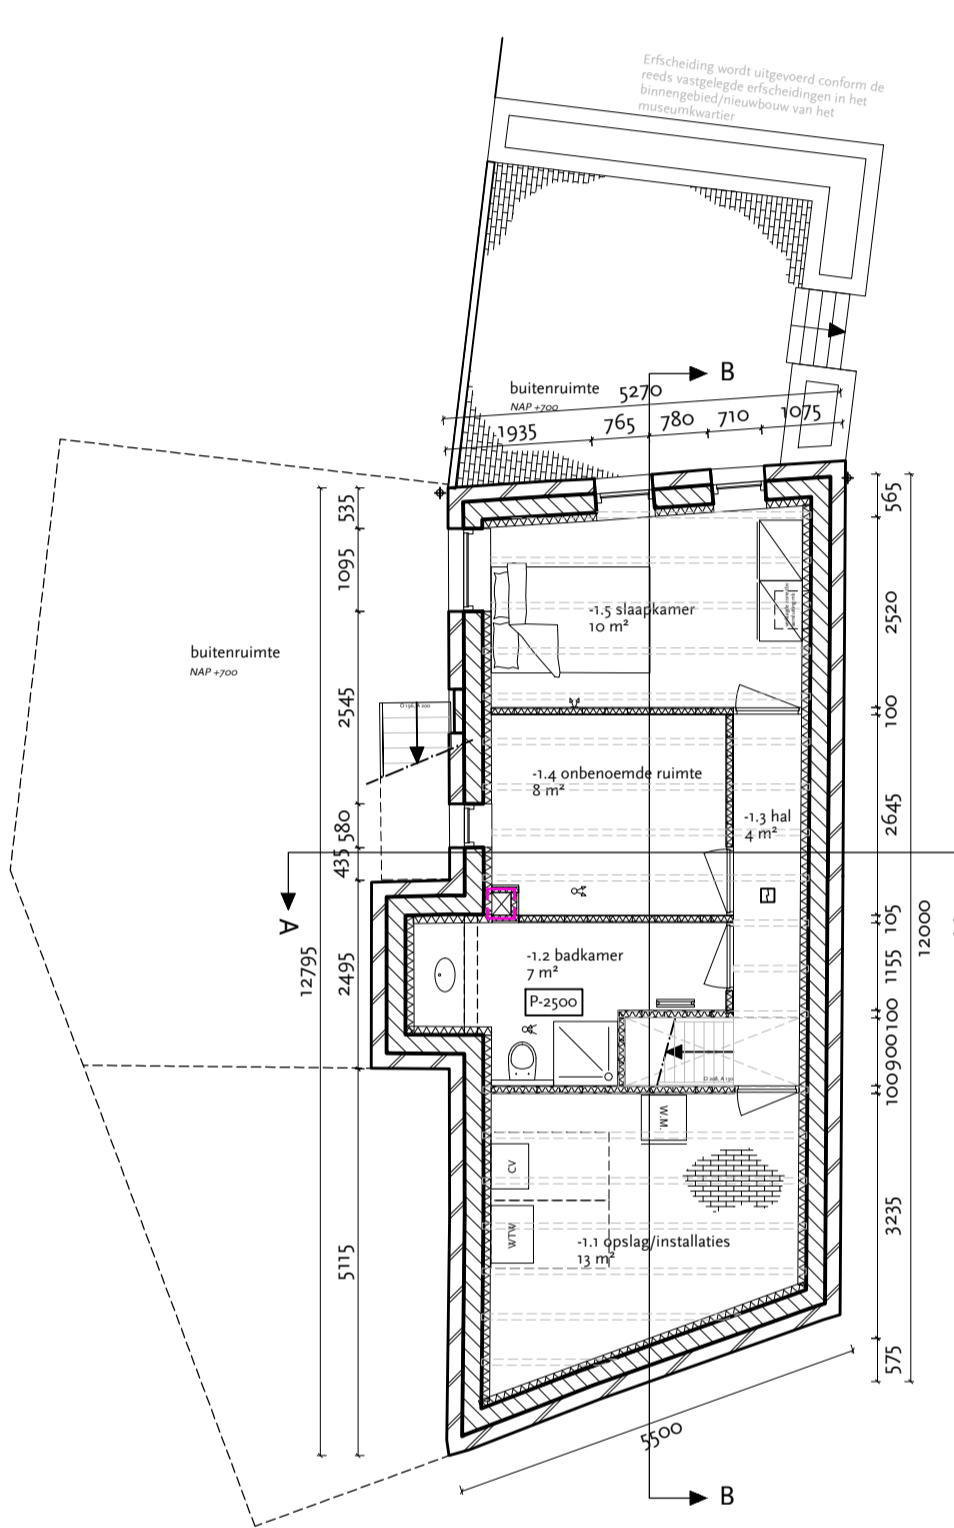 Erfscheiding wordt uitgevoerd conform de
reeds vastgelegde erfscheidingen in het
binnengebied/nieuwbouw van het
museumkwartier
B
buitenruimte
NAP +700
5270
1935
765
780
710
1075
535
1095
2545
580
435
2495
5115
12795
565
2520
100
2645
105
1155
100
900
100
3235
575
12000
5500
buitenruimte
NAP +700
-1.5 slaapkamer
10 m²
-1.4 onbenoemde ruimte
8 m²
-1.3 hal
4 m²
A
-1.2 badkamer
7 m²
P-2500
W.M.
CV
WTW
-1.1 opslag/installaties
13 m²
B